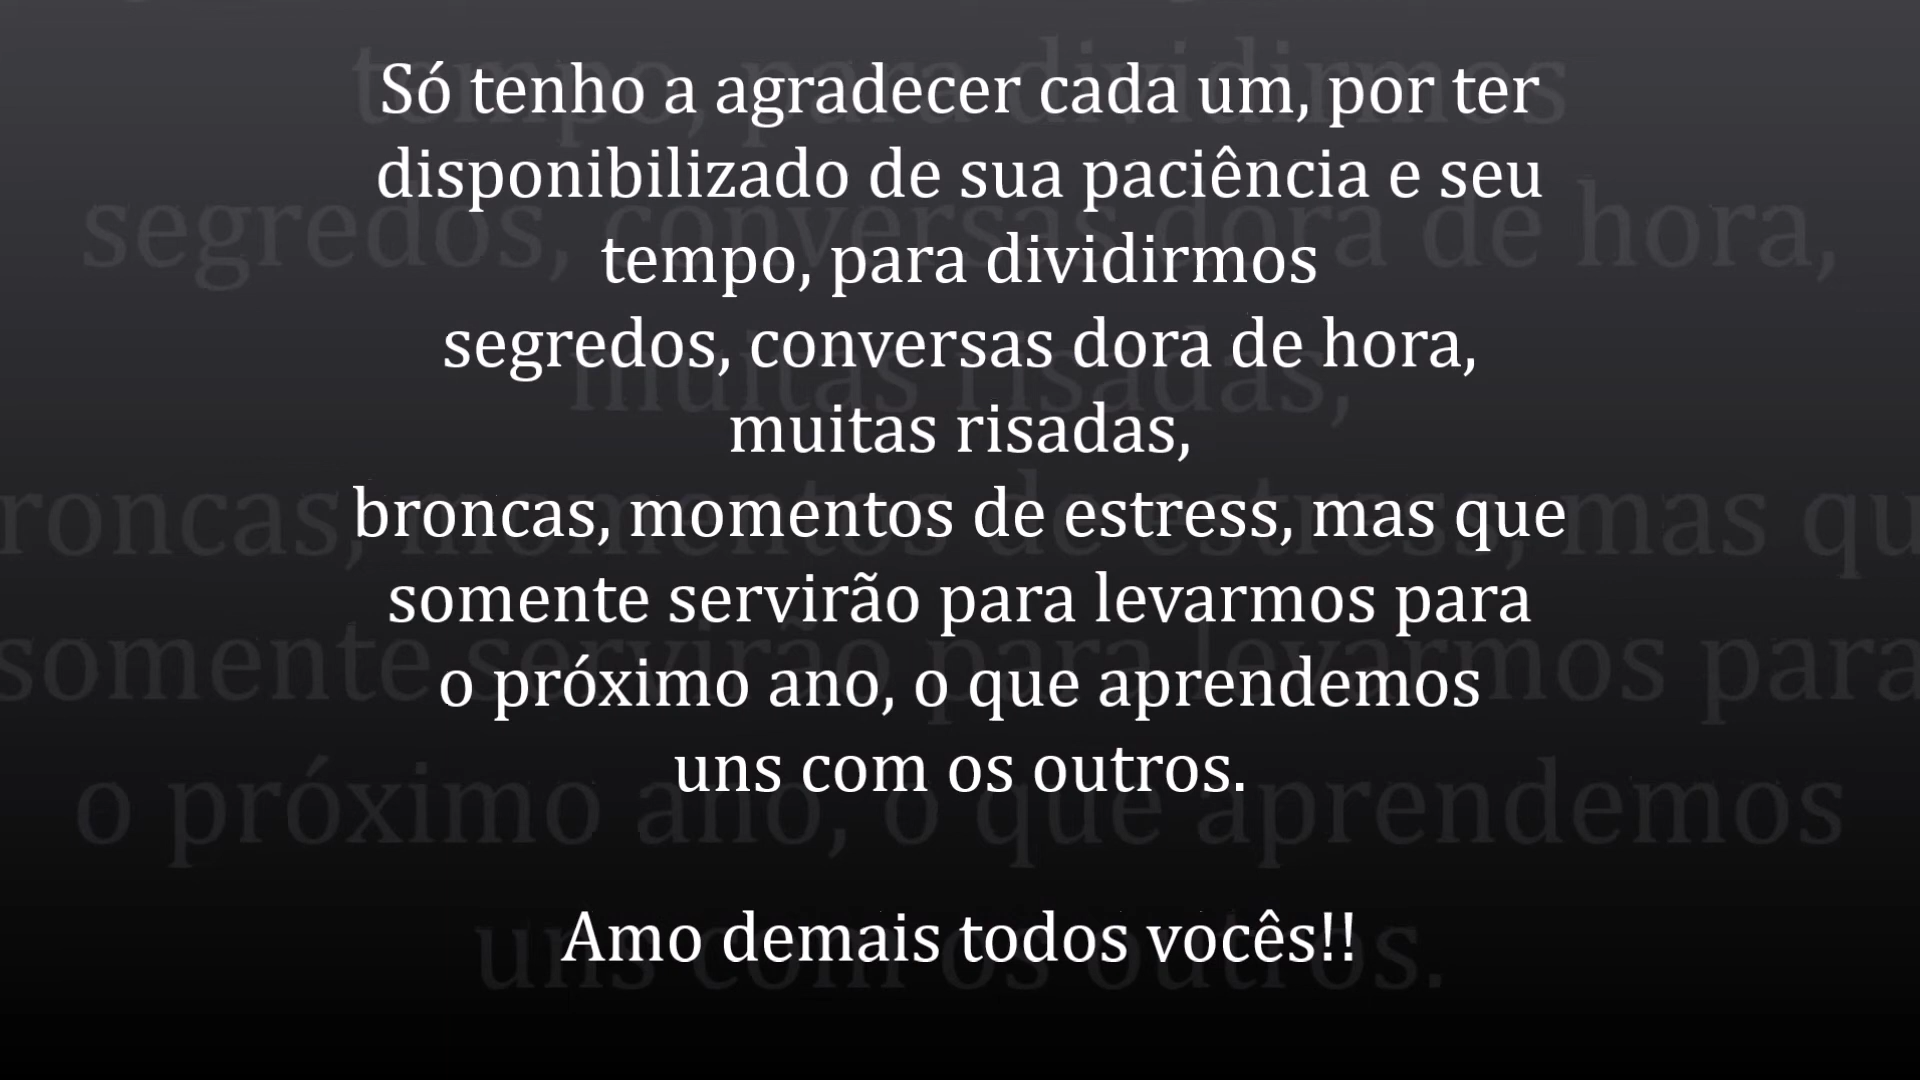 Só tenho a agradecer cada um, por ter
disponibilizado de sua paciência e seu
tempo, para dividirmos
segredos, conversas dora de hora,
muitas risadas,
broncas, momentos de estress, mas que
somente servirão para levarmos para
o próximo ano, o que aprendemos
uns com os outros.
Amo demais todos vocês!!